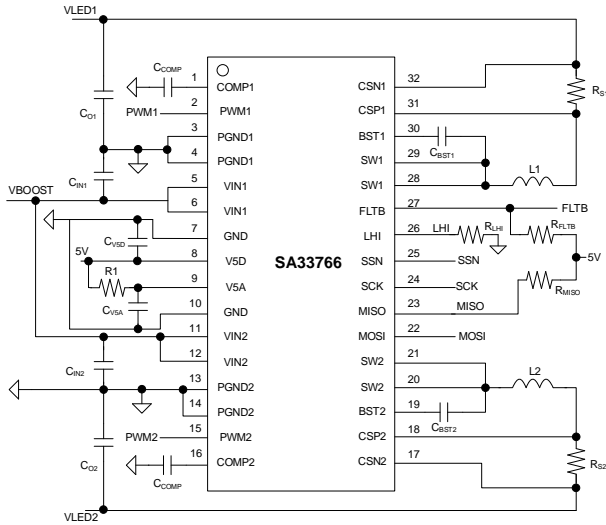 VLED1
CCOMP
1 COMP1 CSN1 32
RS1
CO1
PWM1 2 PWM1 CSP1 31
3 PGND1 BST1 30
CBST1
4 PGND1 SW1 29
CIN1
L1
5 VIN1 SW1 28
VBOOST
6 VIN1 FLTB 27 FLTB
7 GND LHI 26 LHI RLHI RFLTB
CV5D
5V 8 V5D SA33766 SSN 25 SSN 5V
R1 9 V5A SCK 24 SCK
RMISO
CV5A
10 GND MISO 23 MISO
11 VIN2 MOSI 22 MOSI
12 VIN2 SW2 21
CIN2
L2
13 PGND2 SW2 20
14 PGND2 BST2 19
CBST2
PWM2 15 PWM2 CSP2 18
CO2
16 COMP2 CSN2 17
RS2
CCOMP
VLED2